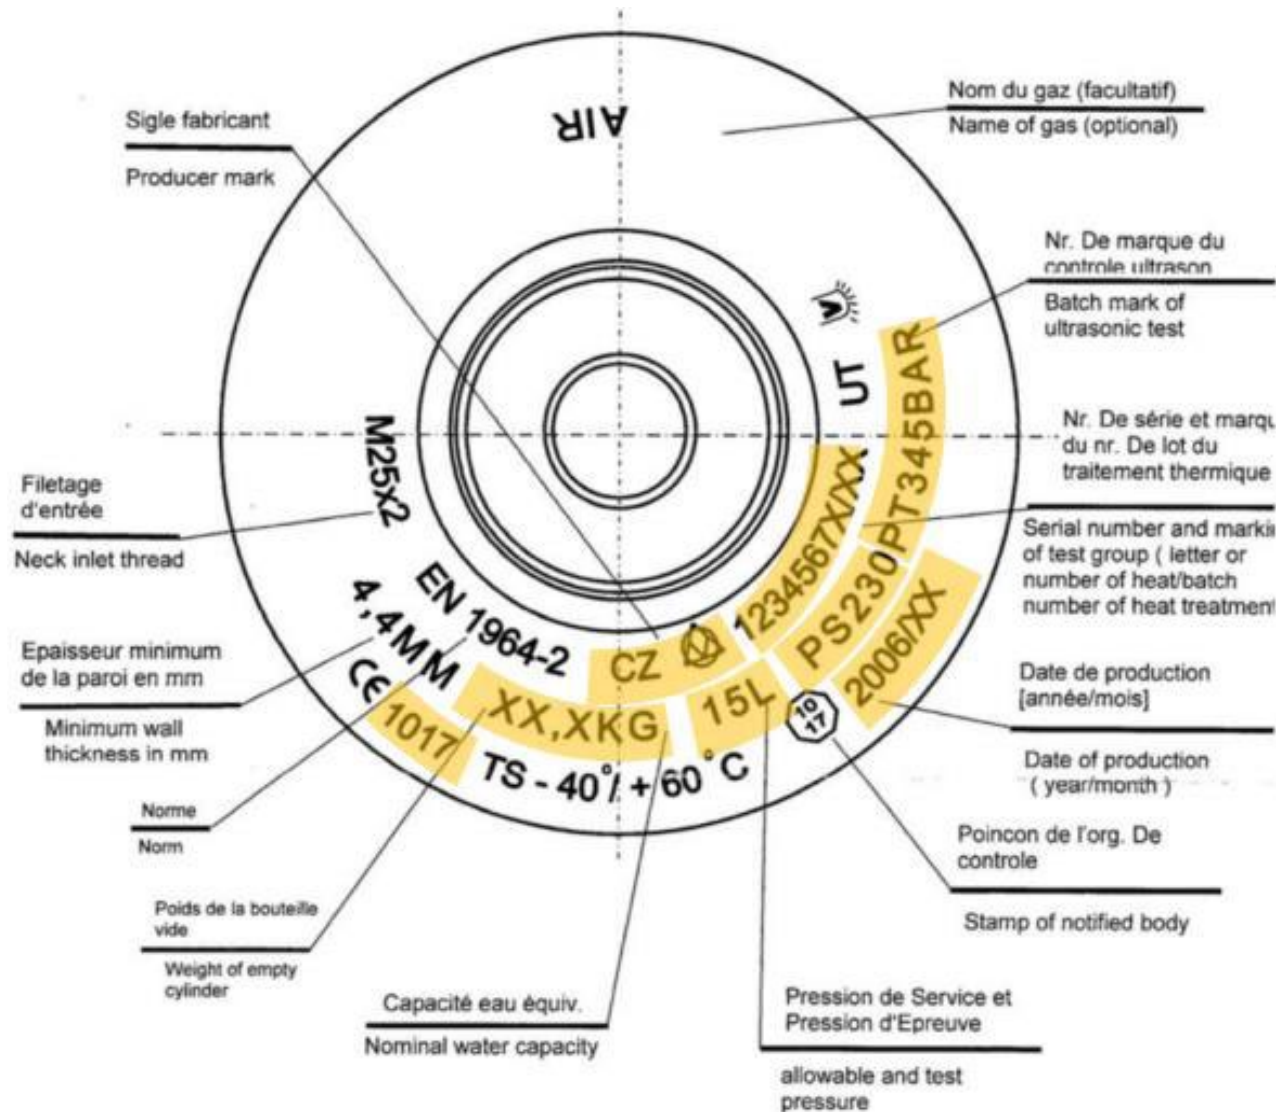 AIR
Sigle fabricant
Producer mark
Nom du gaz (facultatif)
Name of gas (optional)
Nr. De marque du
controle ultrason
Batch mark of
ultrasonic test
UT
PT345BAR
Nr. De série et marqu
du nr. De lot du
traitement thermique
Serial number and markin
of test group ( letter or
number of heat/batch
number of heat treatment
1234567X/XX
PS230
2006/XX
M25x2
Filetage
d'entrée
Neck inlet thread
EN 1964-2
4,4MM
CE
1017
XX,XKG
CZ
15L
10
17
TS - 40°/ + 60°C
Epaisseur minimum
de la paroi en mm
Minimum wall
thickness in mm
Norme
Norm
Poids de la bouteille
vide
Weight of empty
cylinder
Capacité eau équiv.
Nominal water capacity
Date de production
[année/mois]
Date of production
( year/month )
Poincon de l'org. De
controle
Stamp of notified body
Pression de Service et
Pression d'Epreuve
allowable and test
pressure